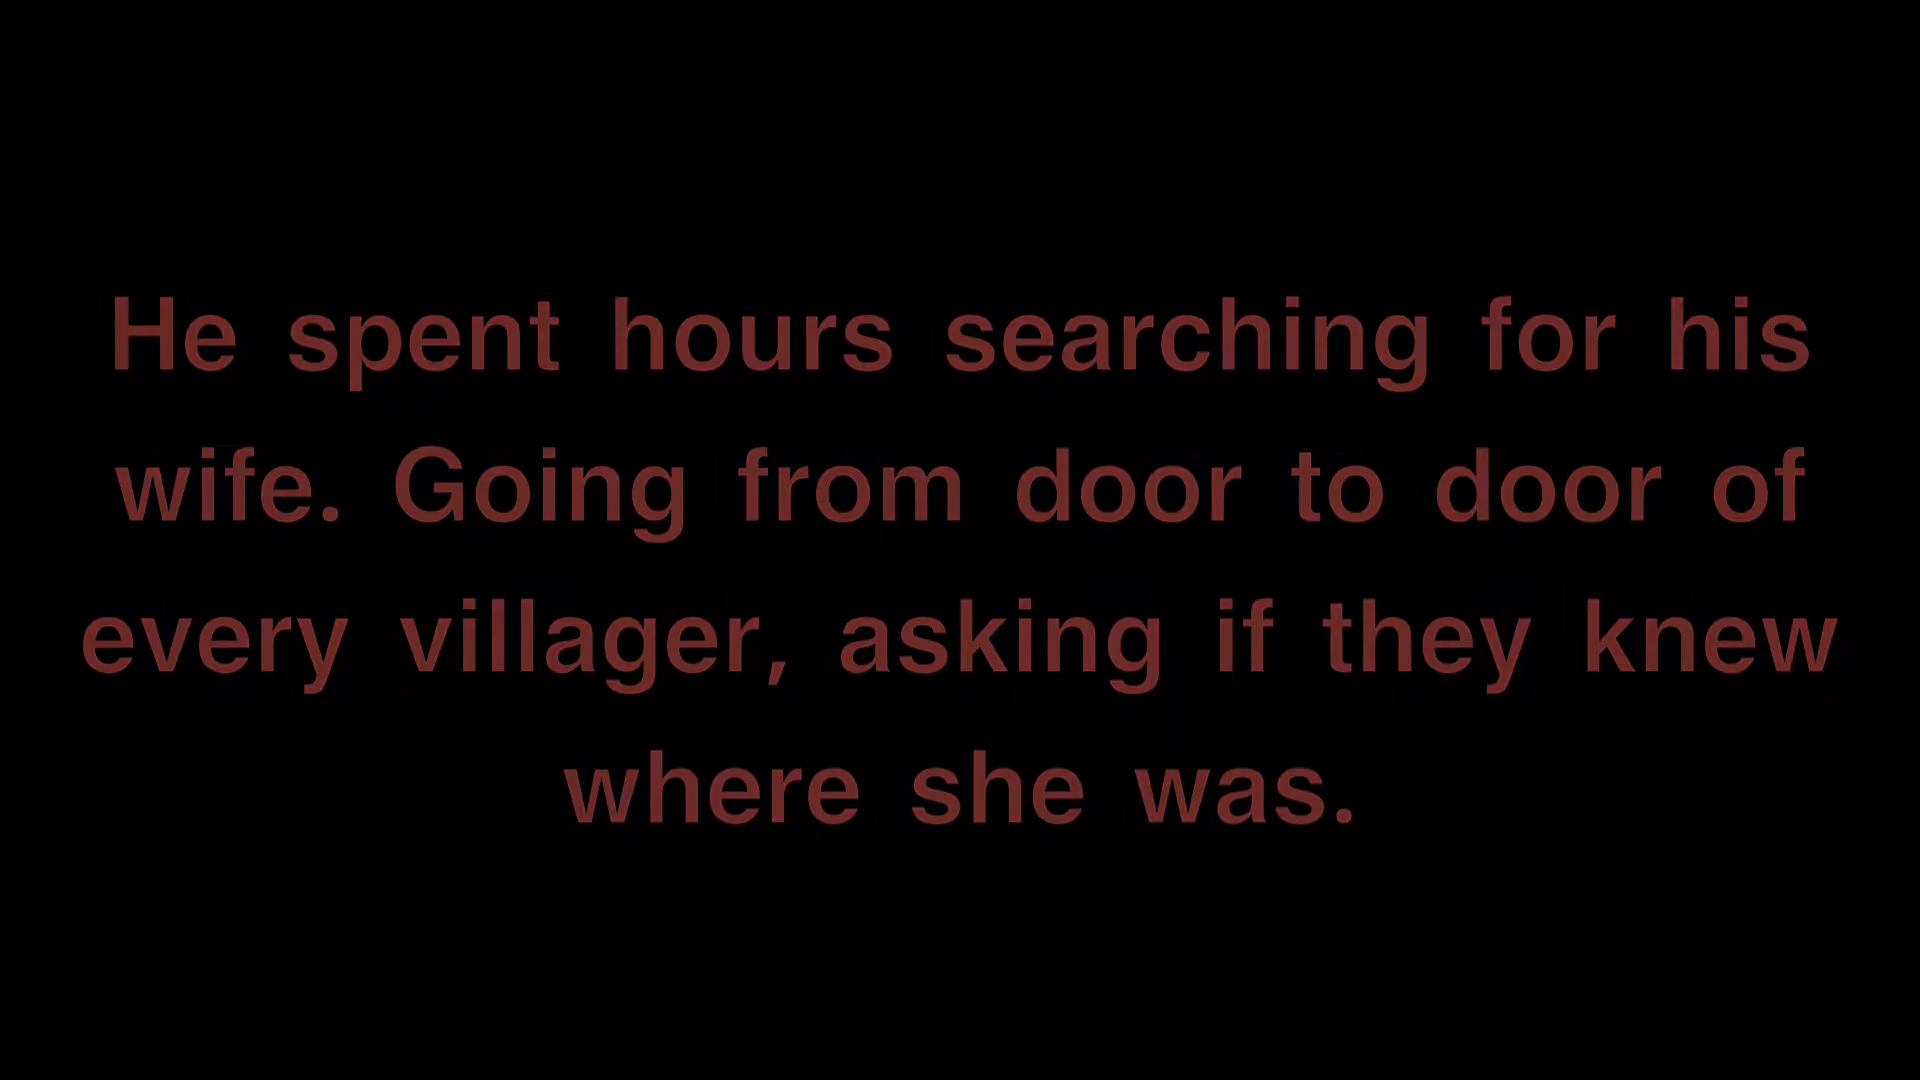 He spent hours searching for his
wife. Going from door to door of
every villager, asking if they knew
where she was.